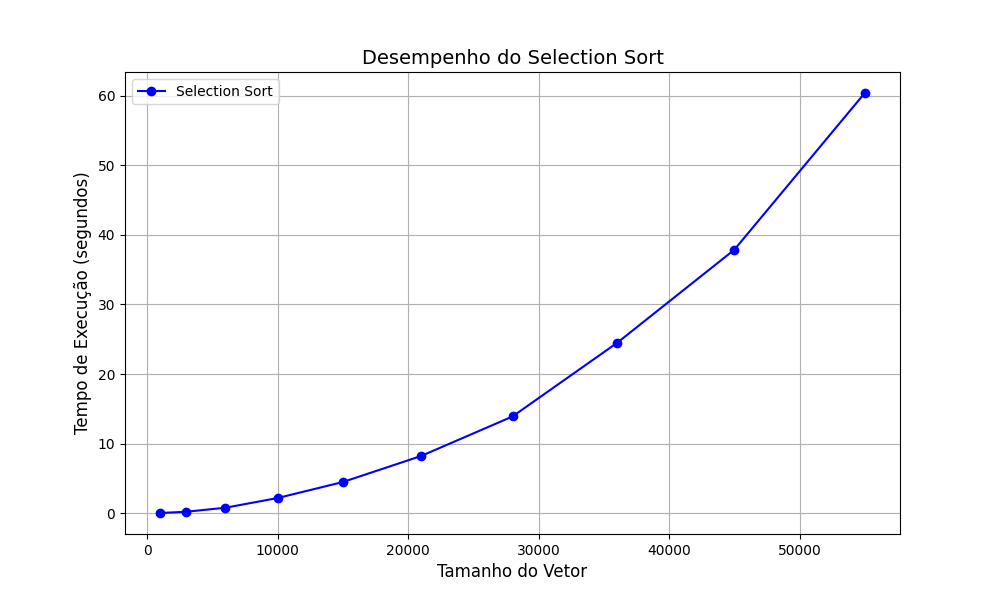 Desempenho do Selection Sort
Selection Sort
Tempo de Execução (segundos)
60
50
40
30
20
10
0
0 10000 20000 30000 40000 50000
Tamanho do Vetor